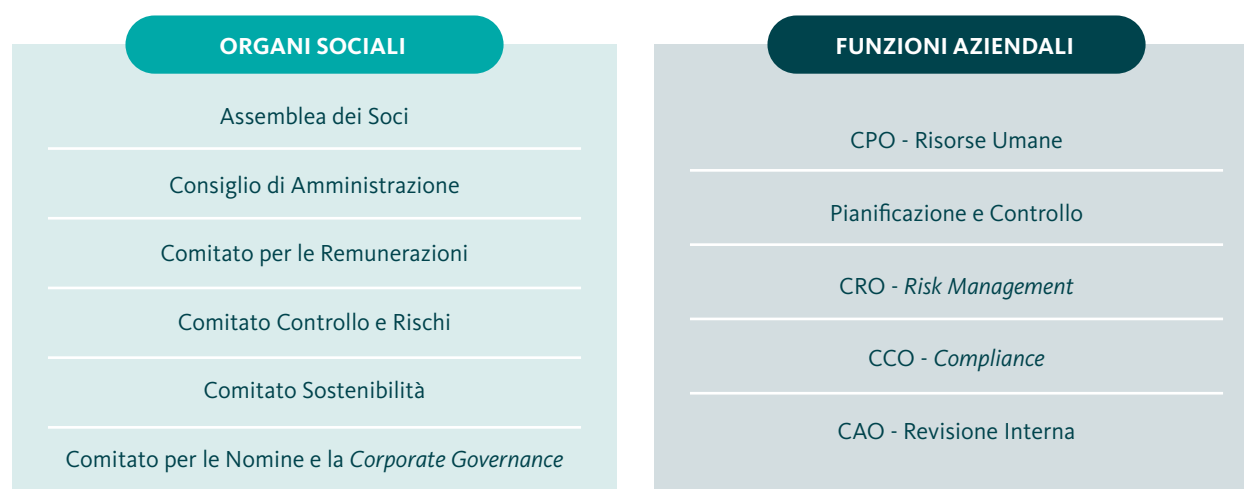 ORGANI SOCIALI
Assemblea dei Soci
Consiglio di Amministrazione
Comitato per le Remunerazioni
Comitato Controllo e Rischi
Comitato Sostenibilità
Comitato per le Nomine e la Corporate Governance
FUNZIONI AZIENDALI
CPO - Risorse Umane
Pianificazione e Controllo
CRO - Risk Management
CCO - Compliance
CAO - Revisione Interna